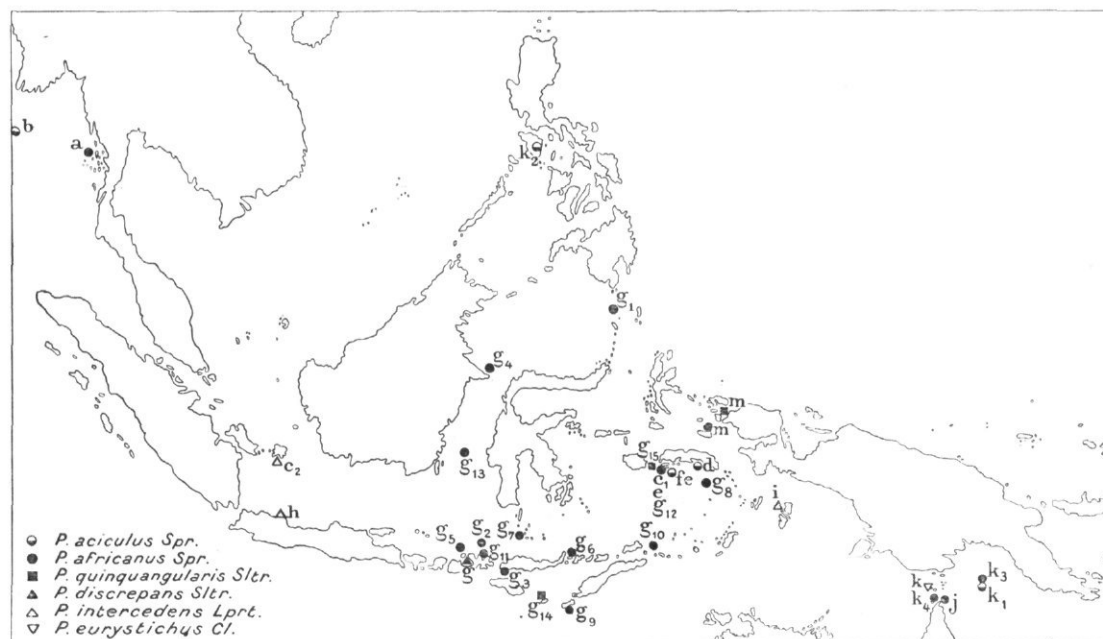 b
a
k₂
g₁
g₄
m
m
g₁₃
g₁₅
d
c₁
fe
g₈
e
g₁₂
i
c₂
h
g₅
g₂
g₇
g₆
g₁₀
g₁₁
g
g₃
g₁₄
g₉
k
k₄
j
k₃
k₁
P. aciculus Spr.
P. africanus Spr.
P. quinquangularis Sltr.
P. discrepans Sltr.
P. intercedens Lprt.
P. eurystichus Cl.